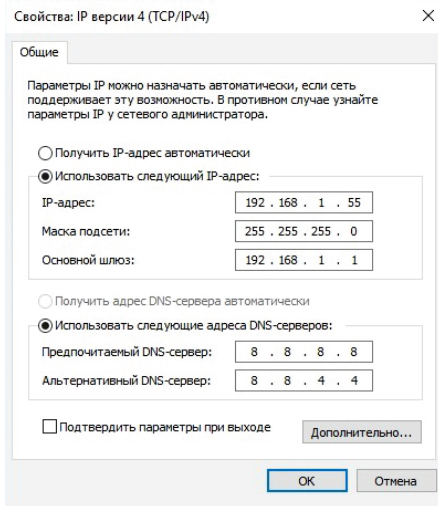 Свойства: IP версии 4 (TCP/IPv4)
Общие
Параметры IP можно назначать автоматически, если сеть
поддерживает эту возможность. В противном случае узнайте
параметры IP у сетевого администратора.
Получить IP-адрес автоматически
Использовать следующий IP-адрес:
IP-адрес: 192 . 168 . 1 . 55
Маска подсети: 255 . 255 . 255 . 0
Основной шлюз: 192 . 168 . 1 . 1
Получить адрес DNS-сервера автоматически
Использовать следующие адреса DNS-серверов:
Предпочитаемый DNS-сервер: 8 . 8 . 8 . 8
Альтернативный DNS-сервер: 8 . 8 . 4 . 4
Подтвердить параметры при выходе
Дополнительно...
OK Отмена